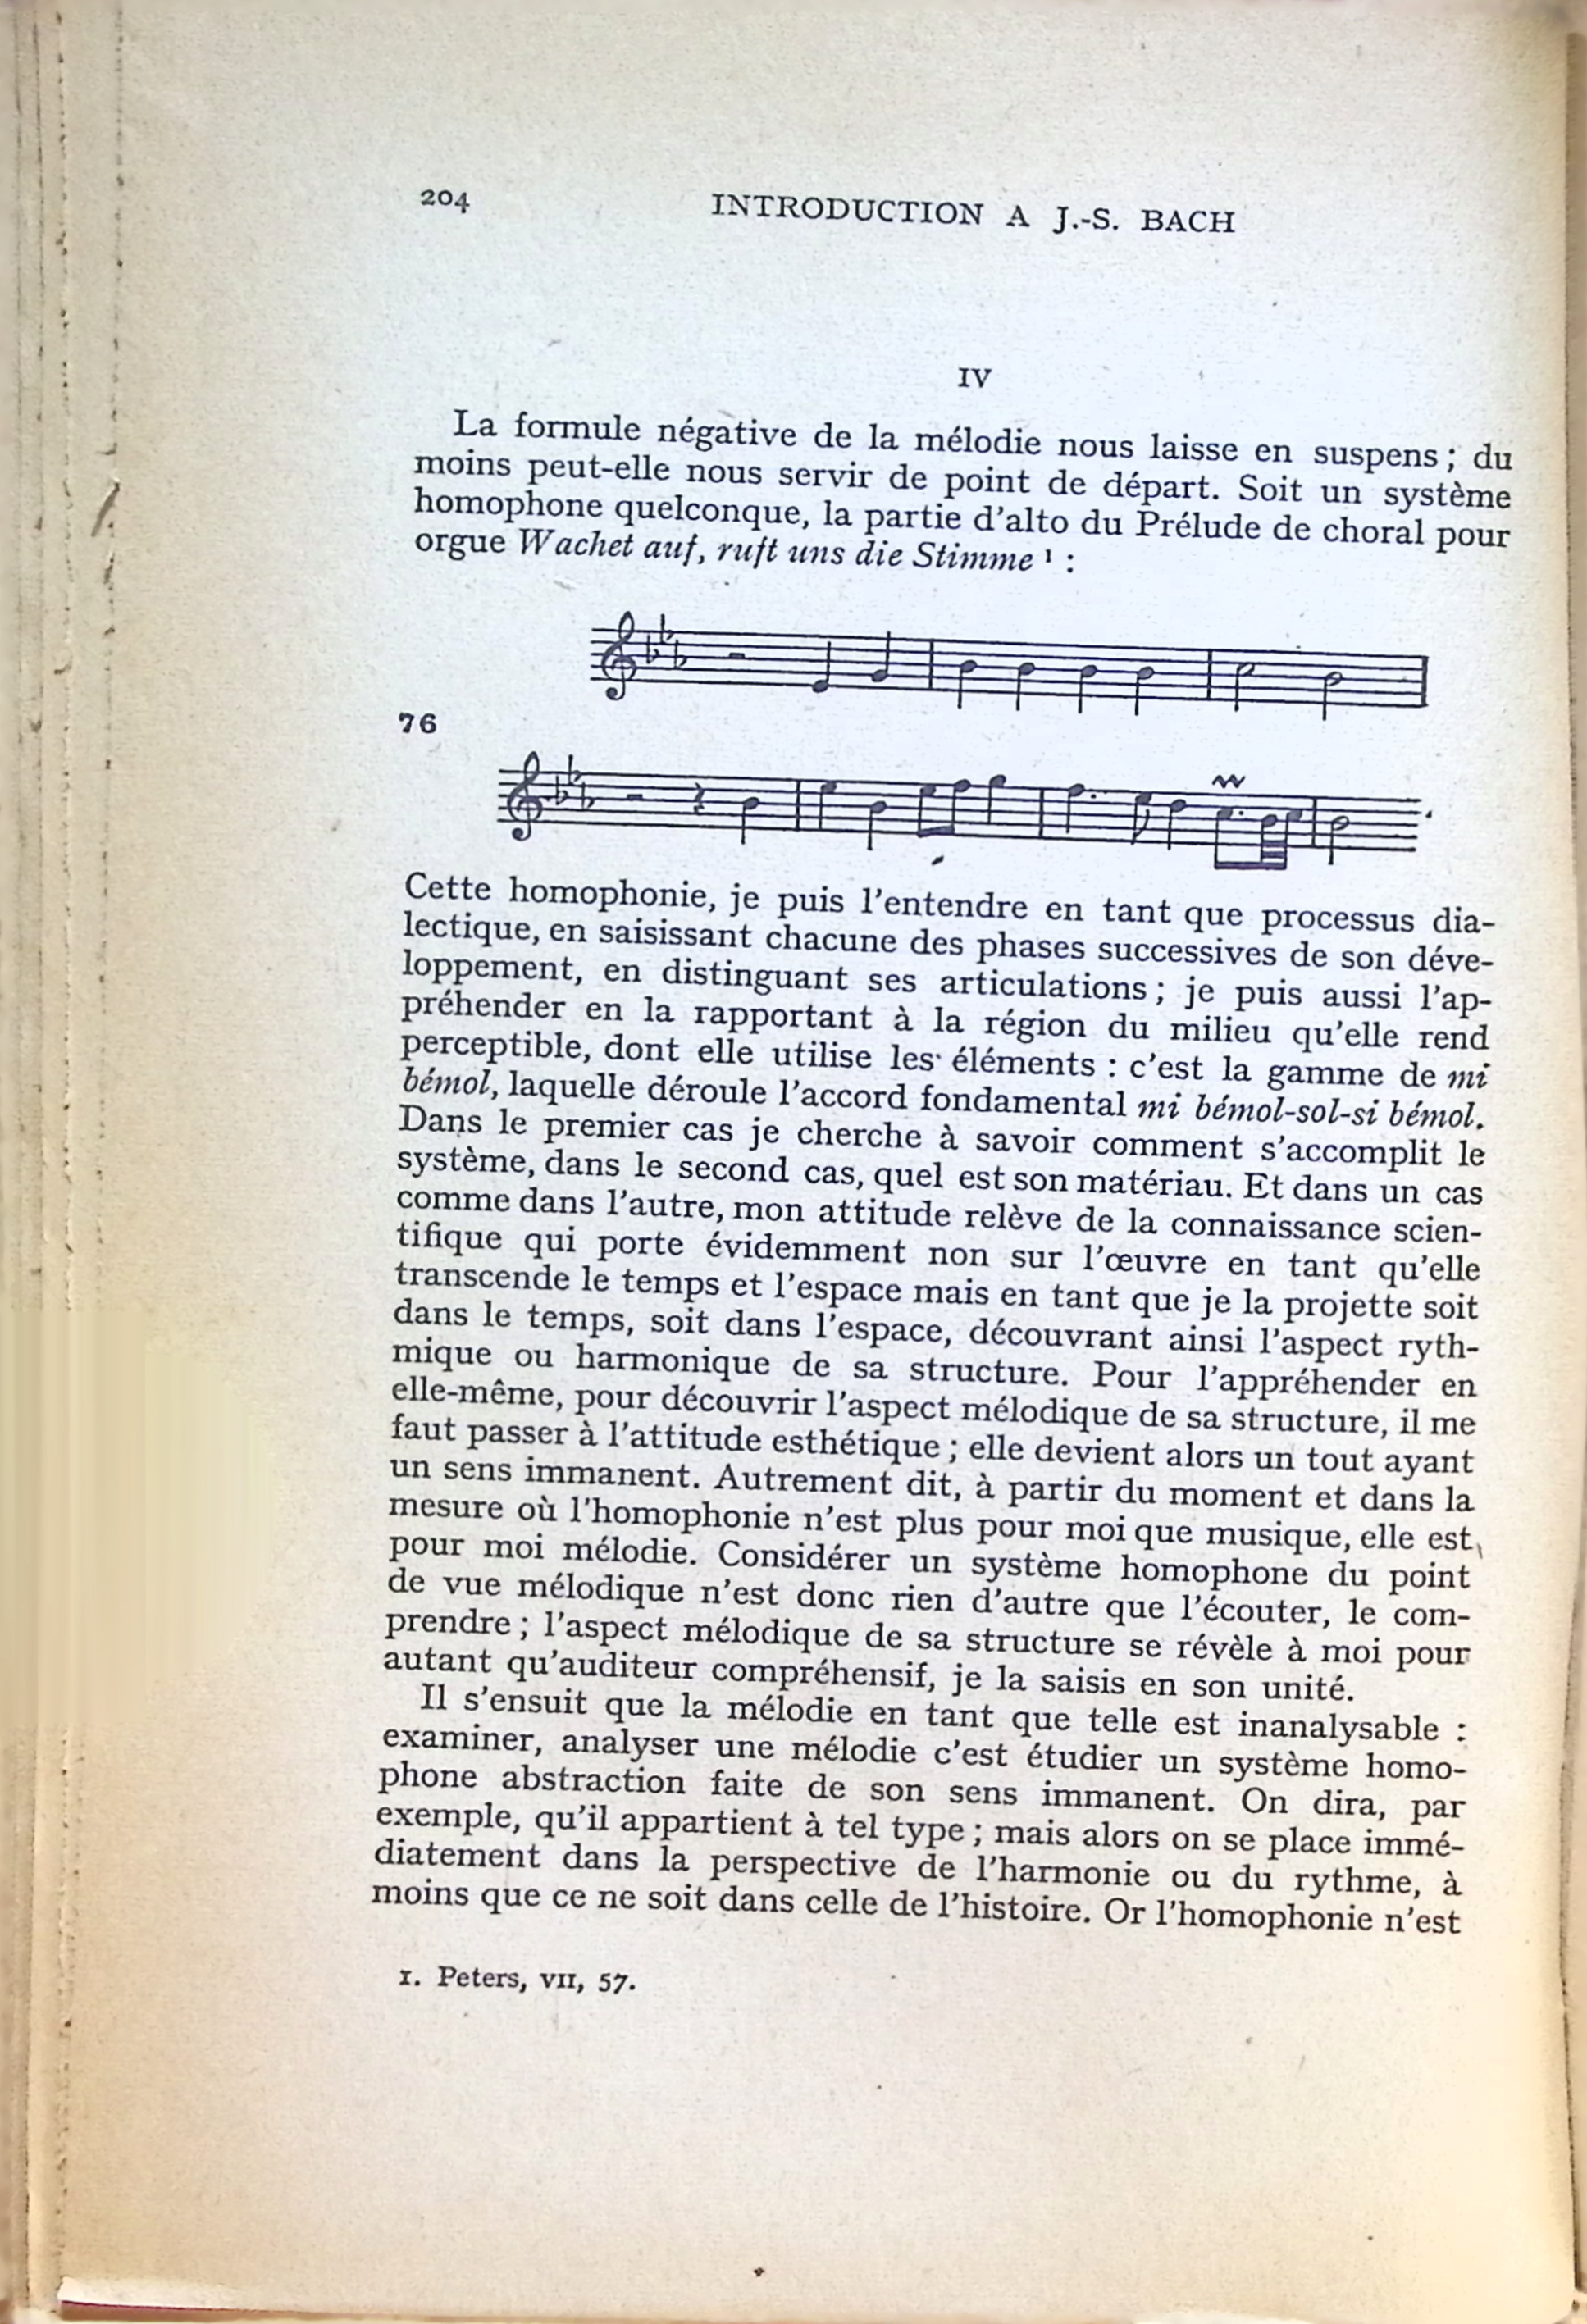 204
INTRODUCTION A J.-S. BACH
IV
La formule négative de la mélodie nous laisse en suspens ; du
moins peut-elle nous servir de point de départ. Soit un système
homophone quelconque, la partie d'alto du Prélude de choral pour
orgue Wachet auf, ruft uns die Stimme ¹ :
76
Cette homophonie, je puis l'entendre en tant que processus dia-
lectique, en saisissant chacune des phases successives de son déve-
loppement, en distinguant ses articulations ; je puis aussi l'ap-
préhender en la rapportant à la région du milieu qu'elle rend
perceptible, dont elle utilise les éléments : c'est la gamme de mi
bémol, laquelle déroule l'accord fondamental mi bémol-sol-si bémol.
Dans le premier cas je cherche à savoir comment s'accomplit le
système, dans le second cas, quel est son matériau. Et dans un cas
comme dans l'autre, mon attitude relève de la connaissance scien-
tifique qui porte évidemment non sur l'œuvre en tant qu'elle
transcende le temps et l'espace mais en tant que je la projette soit
dans le temps, soit dans l'espace, découvrant ainsi l'aspect ryth-
mique ou harmonique de sa structure. Pour l'appréhender en
elle-même, pour découvrir l'aspect mélodique de sa structure, il me
faut passer à l'attitude esthétique ; elle devient alors un tout ayant
un sens immanent. Autrement dit, à partir du moment et dans la
mesure où l'homophonie n'est plus pour moi que musique, elle est
pour moi mélodie. Considérer un système homophone du point
de vue mélodique n'est donc rien d'autre que l'écouter, le com-
prendre ; l'aspect mélodique de sa structure se révèle à moi pour
autant qu'auditeur compréhensif, je la saisis en son unité.
Il s'ensuit que la mélodie en tant que telle est inanalysable :
examiner, analyser une mélodie c'est étudier un système homo-
phone abstraction faite de son sens immanent. On dira, par
exemple, qu'il appartient à tel type ; mais alors on se place immé-
diatement dans la perspective de l'harmonie ou du rythme, à
moins que ce ne soit dans celle de l'histoire. Or l'homophonie n'est
1. Peters, VII, 57.